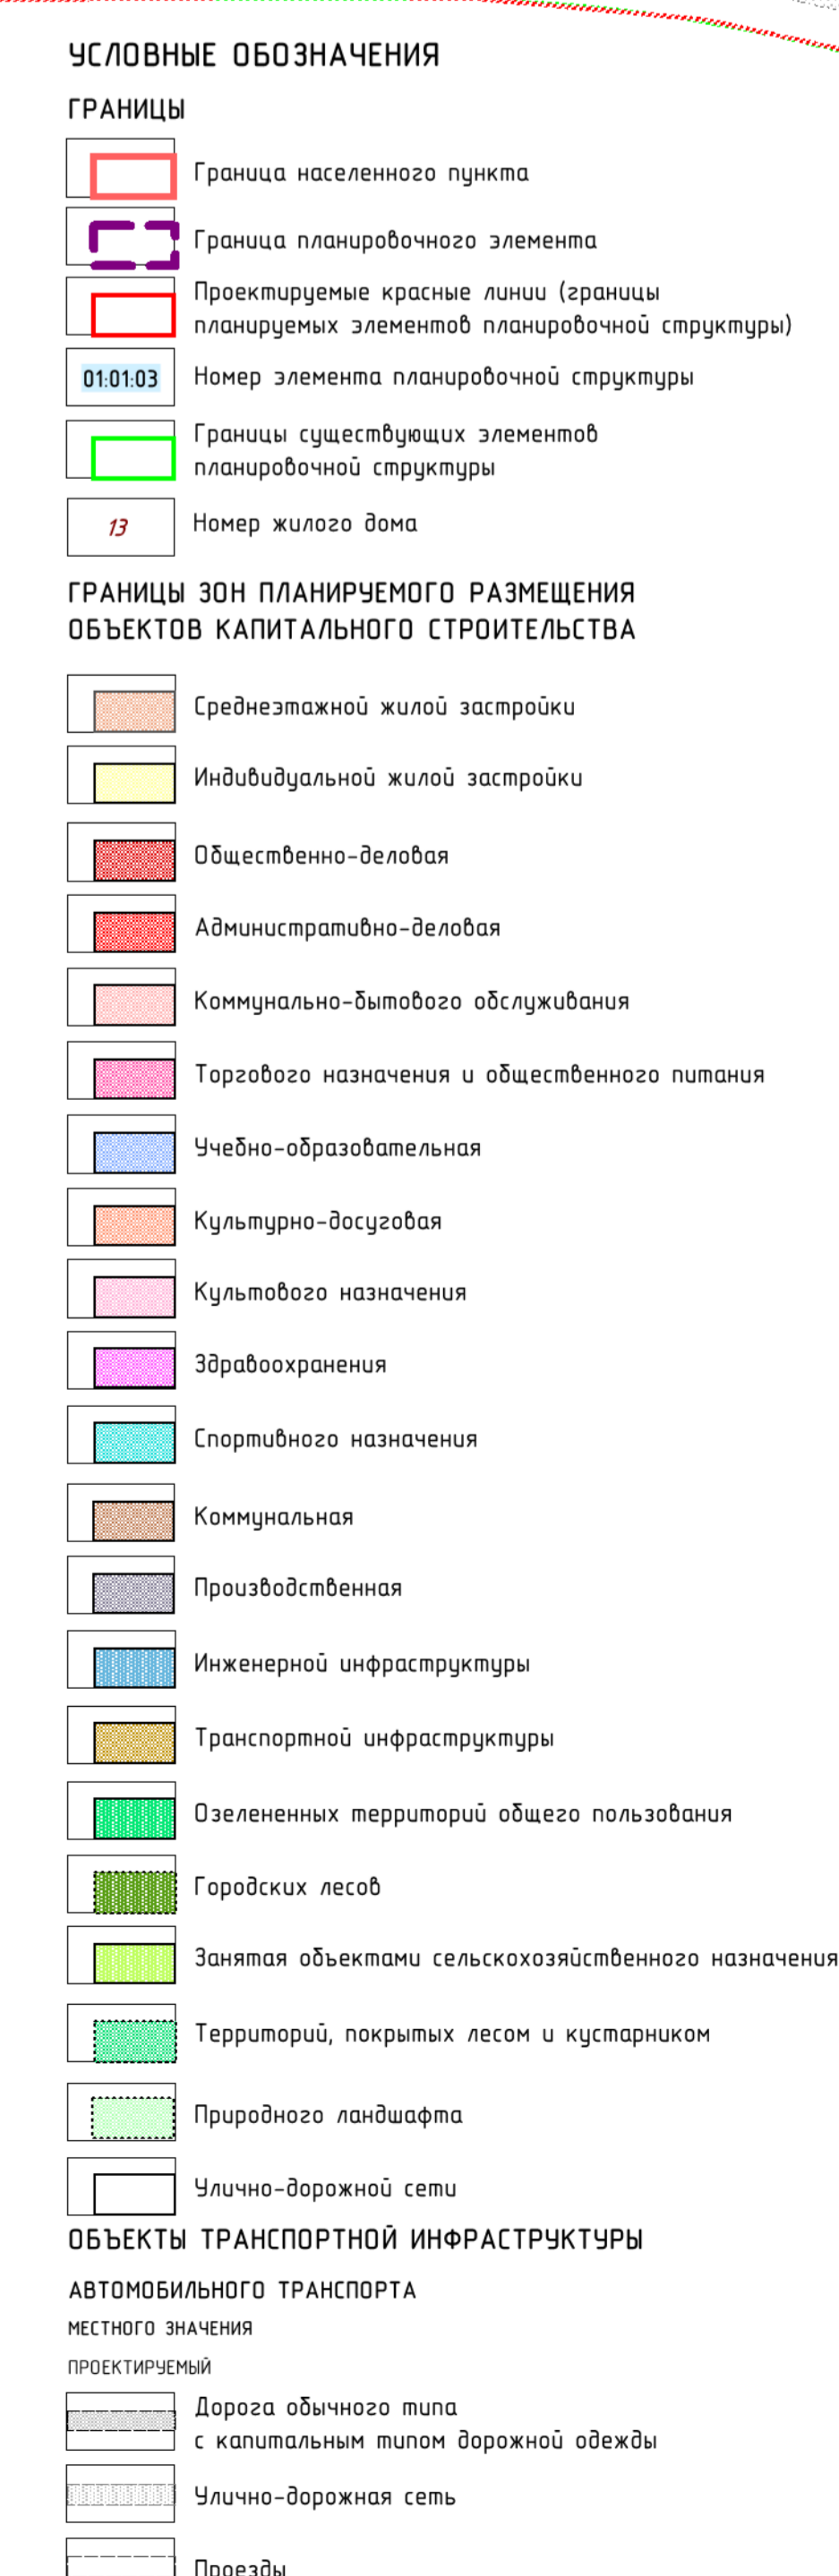 УСЛОВНЫЕ ОБОЗНАЧЕНИЯ
ГРАНИЦЫ
Граница населенного пункта
Граница планировочного элемента
Проектируемые красные линии (границы
планируемых элементов планировочной структуры)
01:01:03 Номер элемента планировочной структуры
Границы существующих элементов
планировочной структуры
13 Номер жилого дома
ГРАНИЦЫ ЗОН ПЛАНИРУЕМОГО РАЗМЕЩЕНИЯ
ОБЪЕКТОВ КАПИТАЛЬНОГО СТРОИТЕЛЬСТВА
Среднеэтажной жилой застройки
Индивидуальной жилой застройки
Общественно-деловая
Административно-деловая
Коммунально-бытового обслуживания
Торгового назначения и общественного питания
Учебно-образовательная
Культурно-досуговая
Культового назначения
Здравоохранения
Спортивного назначения
Коммунальная
Производственная
Инженерной инфраструктуры
Транспортной инфраструктуры
Озелененных территорий общего пользования
Городских лесов
Занятая объектами сельскохозяйственного назначения
Территорий, покрытых лесом и кустарником
Природного ландшафта
Улично-дорожной сети
ОБЪЕКТЫ ТРАНСПОРТНОЙ ИНФРАСТРУКТУРЫ
АВТОМОБИЛЬНОГО ТРАНСПОРТА
МЕСТНОГО ЗНАЧЕНИЯ
ПРОЕКТИРУЕМЫЙ
Дорога обычного типа
с капитальным типом дорожной одежды
Улично-дорожная сеть
Проезды